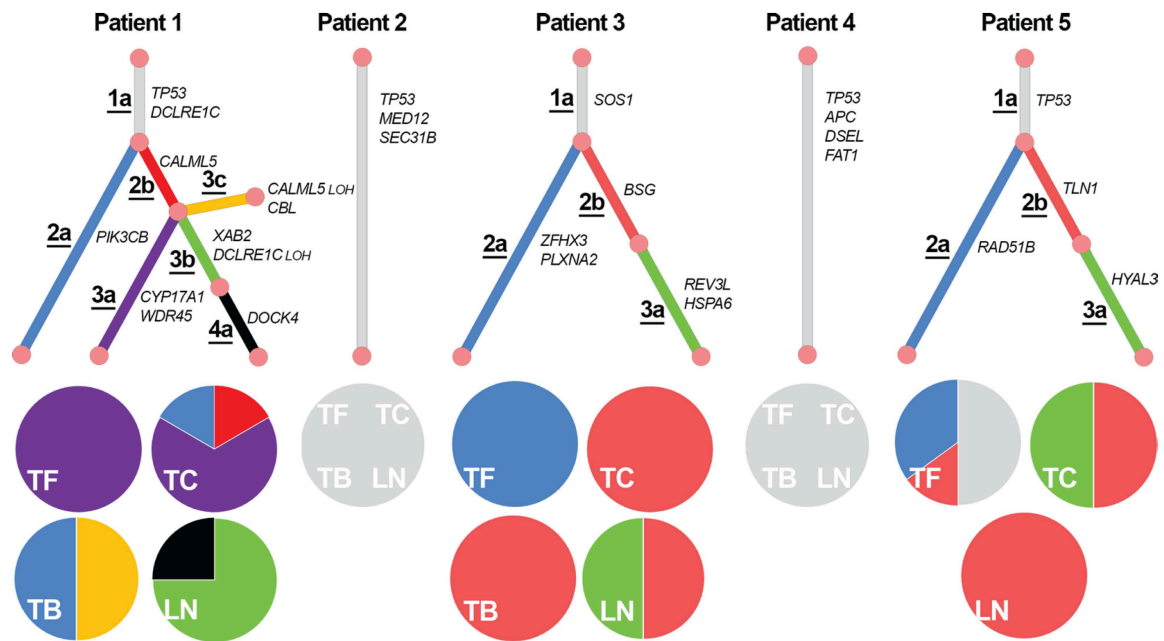 Patient 1
Patient 2
Patient 3
Patient 4
Patient 5
1a
TP53
DCLRE1C
CALML5
2b
3c
CALML5 LOH
CBL
2a
PIK3CB
XAB2
DCLRE1C LOH
3b
3a
CYP17A1
WDR45
4a
DOCK4
TP53
MED12
SEC31B
1a
SOS1
BSG
2b
2a
ZFHX3
PLXNA2
REV3L
HSPA6
3a
TP53
APC
DSEL
FAT1
1a
TP53
TLN1
2b
2a
RAD51B
HYAL3
3a
TF
TC
TB
LN
TF TC
TB LN
TF
TC
TB
LN
TF TC
TB LN
TF
TC
LN